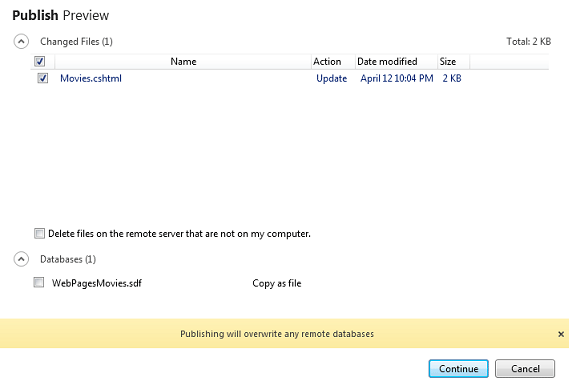 Publish Preview
Changed Files (1) Total: 2 KB
Name Action Date modified Size
Movies.cshtml Update April 12 10:04 PM 2 KB
Delete files on the remote server that are not on my computer.
Databases (1)
WebPagesMovies.sdf Copy as file
Publishing will overwrite any remote databases
Continue Cancel